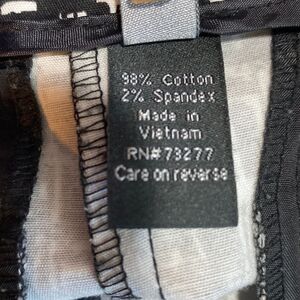 98% Cotton
2% Spandex
Made in
Vietnam
RN#73277
Care on reverse